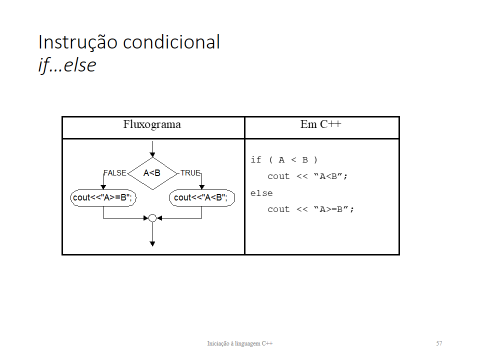 Instrução condicional
if...else
Fluxograma
Em C++
FALSE
A<B
TRUE
cout<<"A>=B";
cout<<"A<B";
if ( A < B )
cout << “A<B”;
else
cout << “A>=B”;
Iniciação à linguagem C++
57